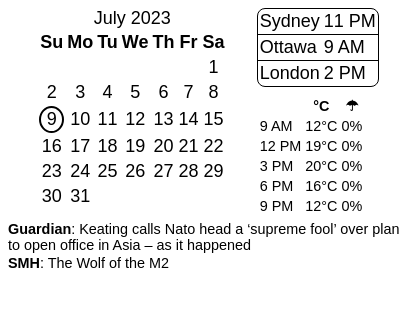 July 2023
Su Mo Tu We Th Fr Sa
1
2 3 4 5 6 7 8
9 10 11 12 13 14 15
16 17 18 19 20 21 22
23 24 25 26 27 28 29
30 31
Sydney 11 PM
Ottawa 9 AM
London 2 PM
°C ☂
9 AM 12°C 0%
12 PM 19°C 0%
3 PM 20°C 0%
6 PM 16°C 0%
9 PM 12°C 0%
Guardian: Keating calls Nato head a ‘supreme fool’ over plan
to open office in Asia – as it happened
SMH: The Wolf of the M2